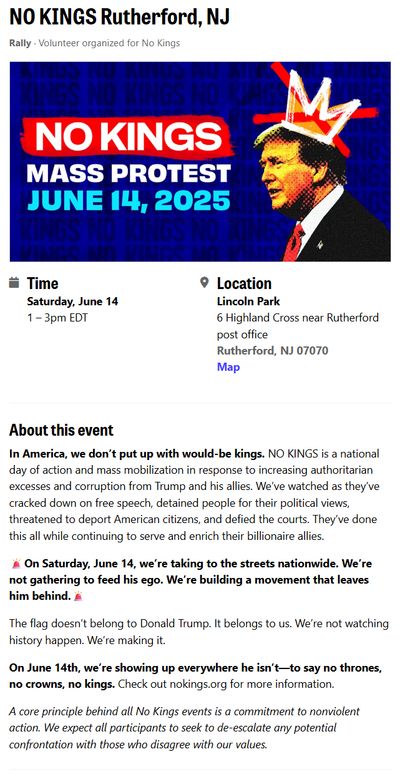 NO KINGS Rutherford, NJ
Rally · Volunteer organized for No Kings
NO KINGS
MASS PROTEST
JUNE 14, 2025
Time
Saturday, June 14
1 – 3pm EDT
Location
Lincoln Park
6 Highland Cross near Rutherford
post office
Rutherford, NJ 07070
Map
About this event
In America, we don’t put up with would-be kings. NO KINGS is a national
day of action and mass mobilization in response to increasing authoritarian
excesses and corruption from Trump and his allies. We’ve watched as they’ve
cracked down on free speech, detained people for their political views,
threatened to deport American citizens, and defied the courts. They’ve done
this all while continuing to serve and enrich their billionaire allies.
🚨On Saturday, June 14, we’re taking to the streets nationwide. We’re
not gathering to feed his ego. We’re building a movement that leaves
him behind.🚨
The flag doesn’t belong to Donald Trump. It belongs to us. We’re not watching
history happen. We’re making it.
On June 14th, we’re showing up everywhere he isn’t—to say no thrones,
no crowns, no kings. Check out nokings.org for more information.
A core principle behind all No Kings events is a commitment to nonviolent
action. We expect all participants to seek to de-escalate any potential
confrontation with those who disagree with our values.